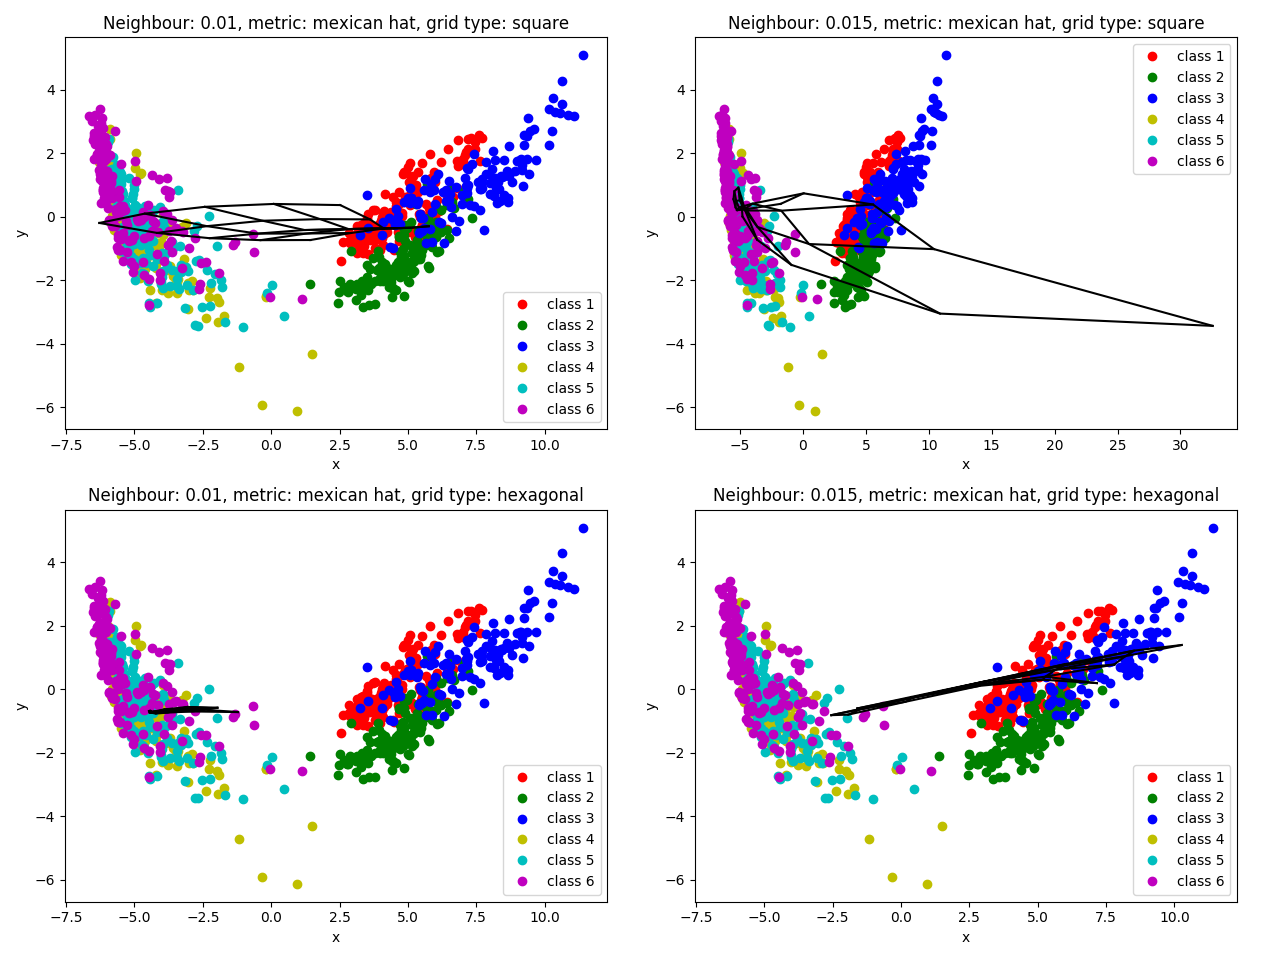 Neighbour: 0.01, metric: mexican hat, grid type: square
4
2
0
−2
−4
−6
y
−7.5 −5.0 −2.5 0.0 2.5 5.0 7.5 10.0
x
class 1
class 2
class 3
class 4
class 5
class 6
Neighbour: 0.015, metric: mexican hat, grid type: square
4
2
0
−2
−4
−6
y
−5 0 5 10 15 20 25 30
x
class 1
class 2
class 3
class 4
class 5
class 6
Neighbour: 0.01, metric: mexican hat, grid type: hexagonal
4
2
0
−2
−4
−6
y
−7.5 −5.0 −2.5 0.0 2.5 5.0 7.5 10.0
x
class 1
class 2
class 3
class 4
class 5
class 6
Neighbour: 0.015, metric: mexican hat, grid type: hexagonal
4
2
0
−2
−4
−6
y
−7.5 −5.0 −2.5 0.0 2.5 5.0 7.5 10.0
x
class 1
class 2
class 3
class 4
class 5
class 6